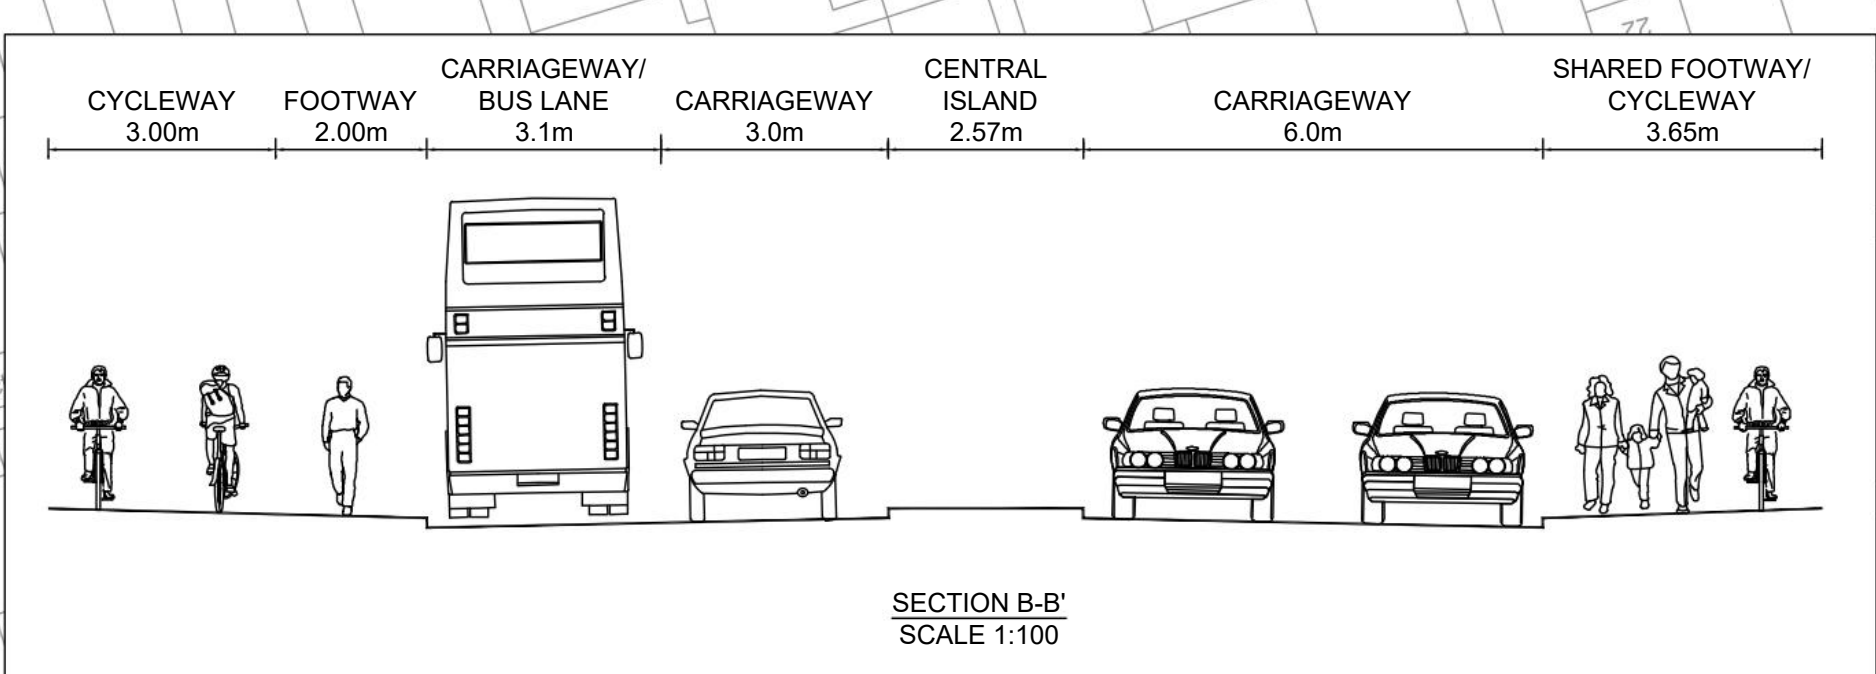 CYCLEWAY
3.00m
FOOTWAY
2.00m
CARRIAGEWAY/
BUS LANE
3.1m
CARRIAGEWAY
3.0m
CENTRAL
ISLAND
2.57m
CARRIAGEWAY
6.0m
SHARED FOOTWAY/
CYCLEWAY
3.65m
SECTION B-B'
SCALE 1:100
22